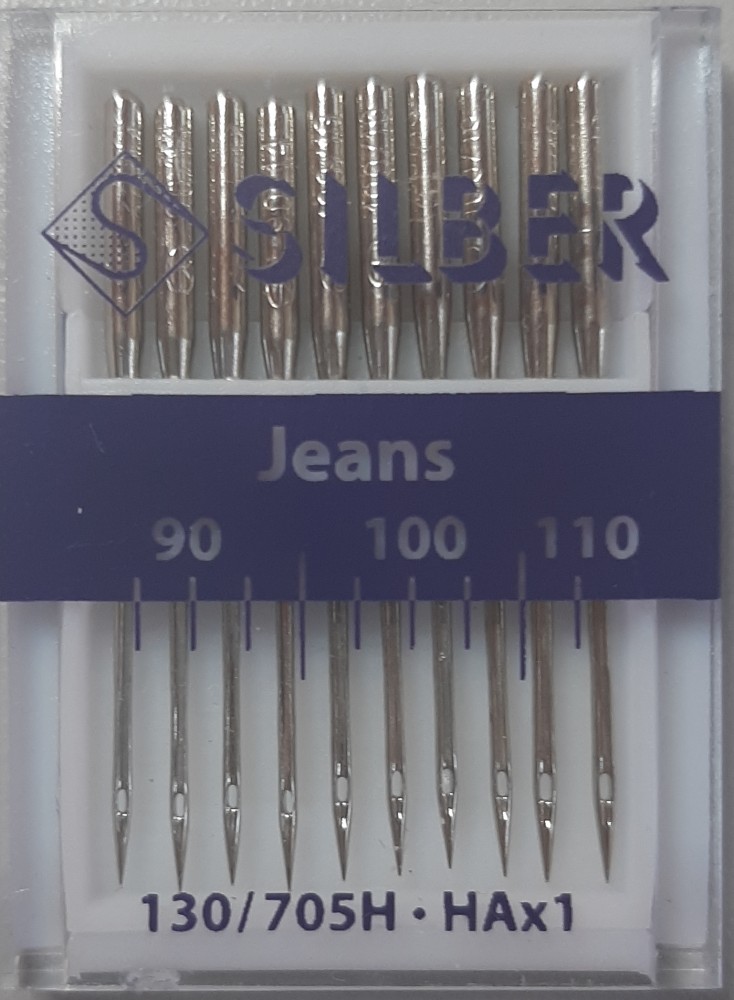 S SILBER
Jeans
90 100 110
130/705H · HAx1